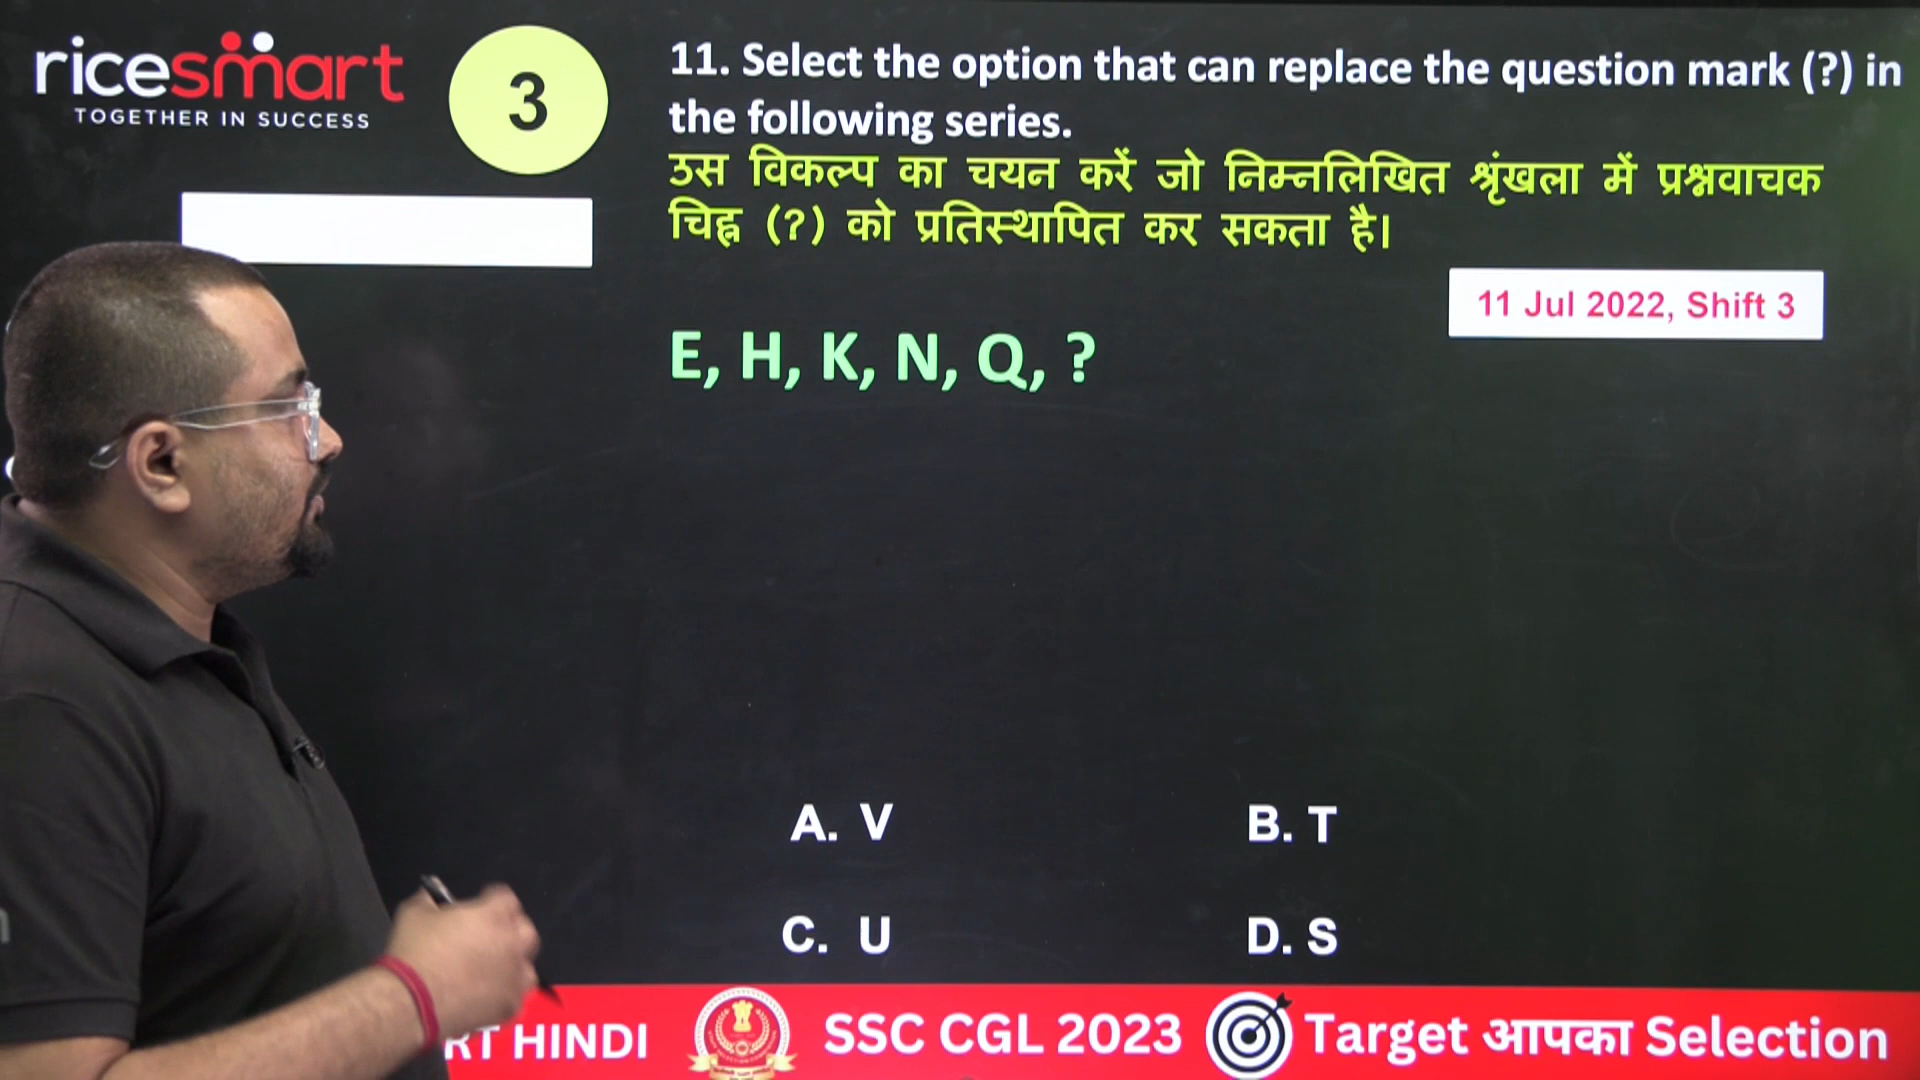 ricesmart
TOGETHER IN SUCCESS
3
11. Select the option that can replace the question mark (?) in
the following series.
उस विकल्प का चयन करें जो निम्नलिखित श्रृंखला में प्रश्नवाचक
चिह्न (?) को प्रतिस्थापित कर सकता है।
11 Jul 2022, Shift 3
E, H, K, N, Q, ?
A. V
B. T
C. U
D. S
RT HINDI
SSC CGL 2023
Target आपका Selection